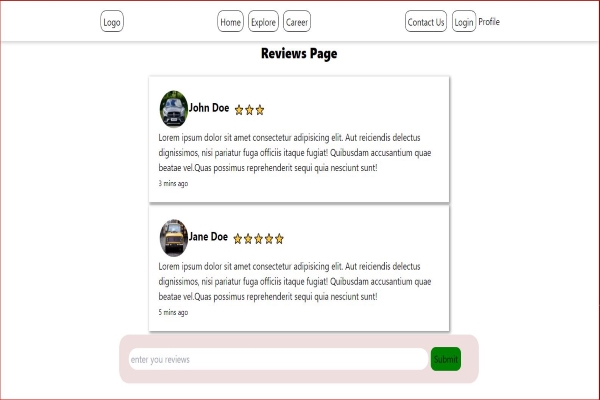 Logo Home Explore Career Contact Us Login Profile
Reviews Page
John Doe
Lorem ipsum dolor sit amet consectetur adipisicing elit. Aut reiciendis delectus
dignissimos, nisi pariatur fuga officiis itaque fugiat! Quibusdam accusantium quae
beatae vel.Quas possimus reprehenderit sequi quia nesciunt sunt!
3 mins ago
Jane Doe
Lorem ipsum dolor sit amet consectetur adipisicing elit. Aut reiciendis delectus
dignissimos, nisi pariatur fuga officiis itaque fugiat! Quibusdam accusantium quae
beatae vel.Quas possimus reprehenderit sequi quia nesciunt sunt!
5 mins ago
enter you reviews Submit